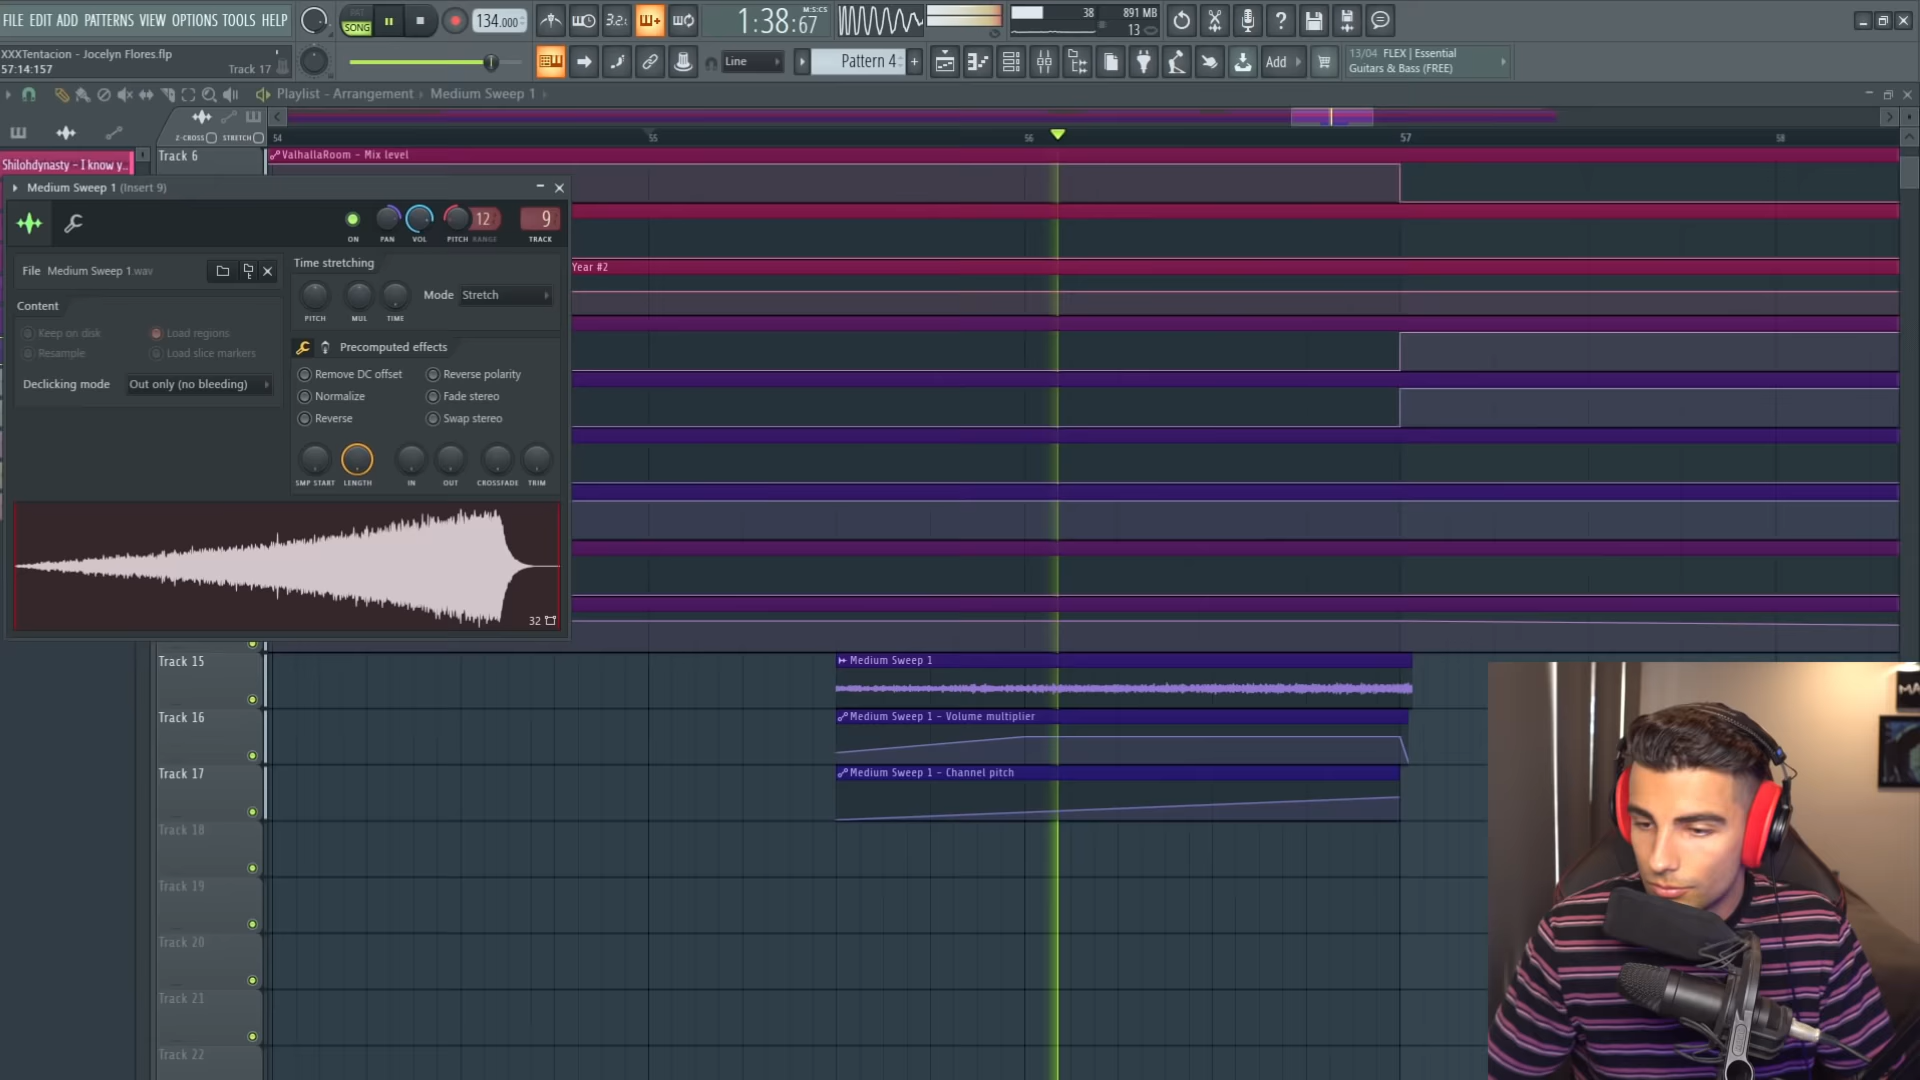 FILE EDIT ADD PATTERNS VIEW OPTIONS TOOLS HELP
SONG
134.000
3.2:
1:38:67
M:S:CS
38
891 MB
13
XXXTentacion - Jocelyn Flores.flp
57:14:157
Track 17
Line
Pattern 4
Add
13/04 FLEX | Essential
Guitars & Bass (FREE)
Playlist - Arrangement
Medium Sweep 1
Z-CROSS
STRETCH
54
55
56
57
58
Shilohdynasty - I know y..
Track 6
ValhallaRoom - Mix level
Medium Sweep 1 (Insert 9)
12
9
ON
PAN
VOL
PITCH
RANGE
TRACK
File
Medium Sweep 1.wav
Time stretching
Content
PITCH
MUL
TIME
Mode
Stretch
Keep on disk
Load regions
Resample
Load slice markers
Declicking mode
Out only (no bleeding)
Precomputed effects
Remove DC offset
Reverse polarity
Normalize
Fade stereo
Reverse
Swap stereo
SMP START
LENGTH
IN
OUT
CROSSFADE
TRIM
32
Year #2
Track 15
Medium Sweep 1
Track 16
Medium Sweep 1 - Volume multiplier
Track 17
Medium Sweep 1 - Channel pitch
Track 18
Track 19
Track 20
Track 21
Track 22
MA